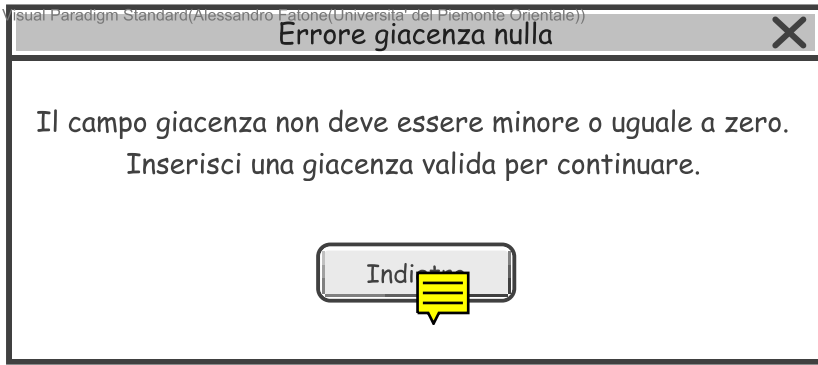 Visual Paradigm Standard(Alessandro Fatone(Universita' del Piemonte Orientale))
Errore giacenza nulla
Il campo giacenza non deve essere minore o uguale a zero.
Inserisci una giacenza valida per continuare.